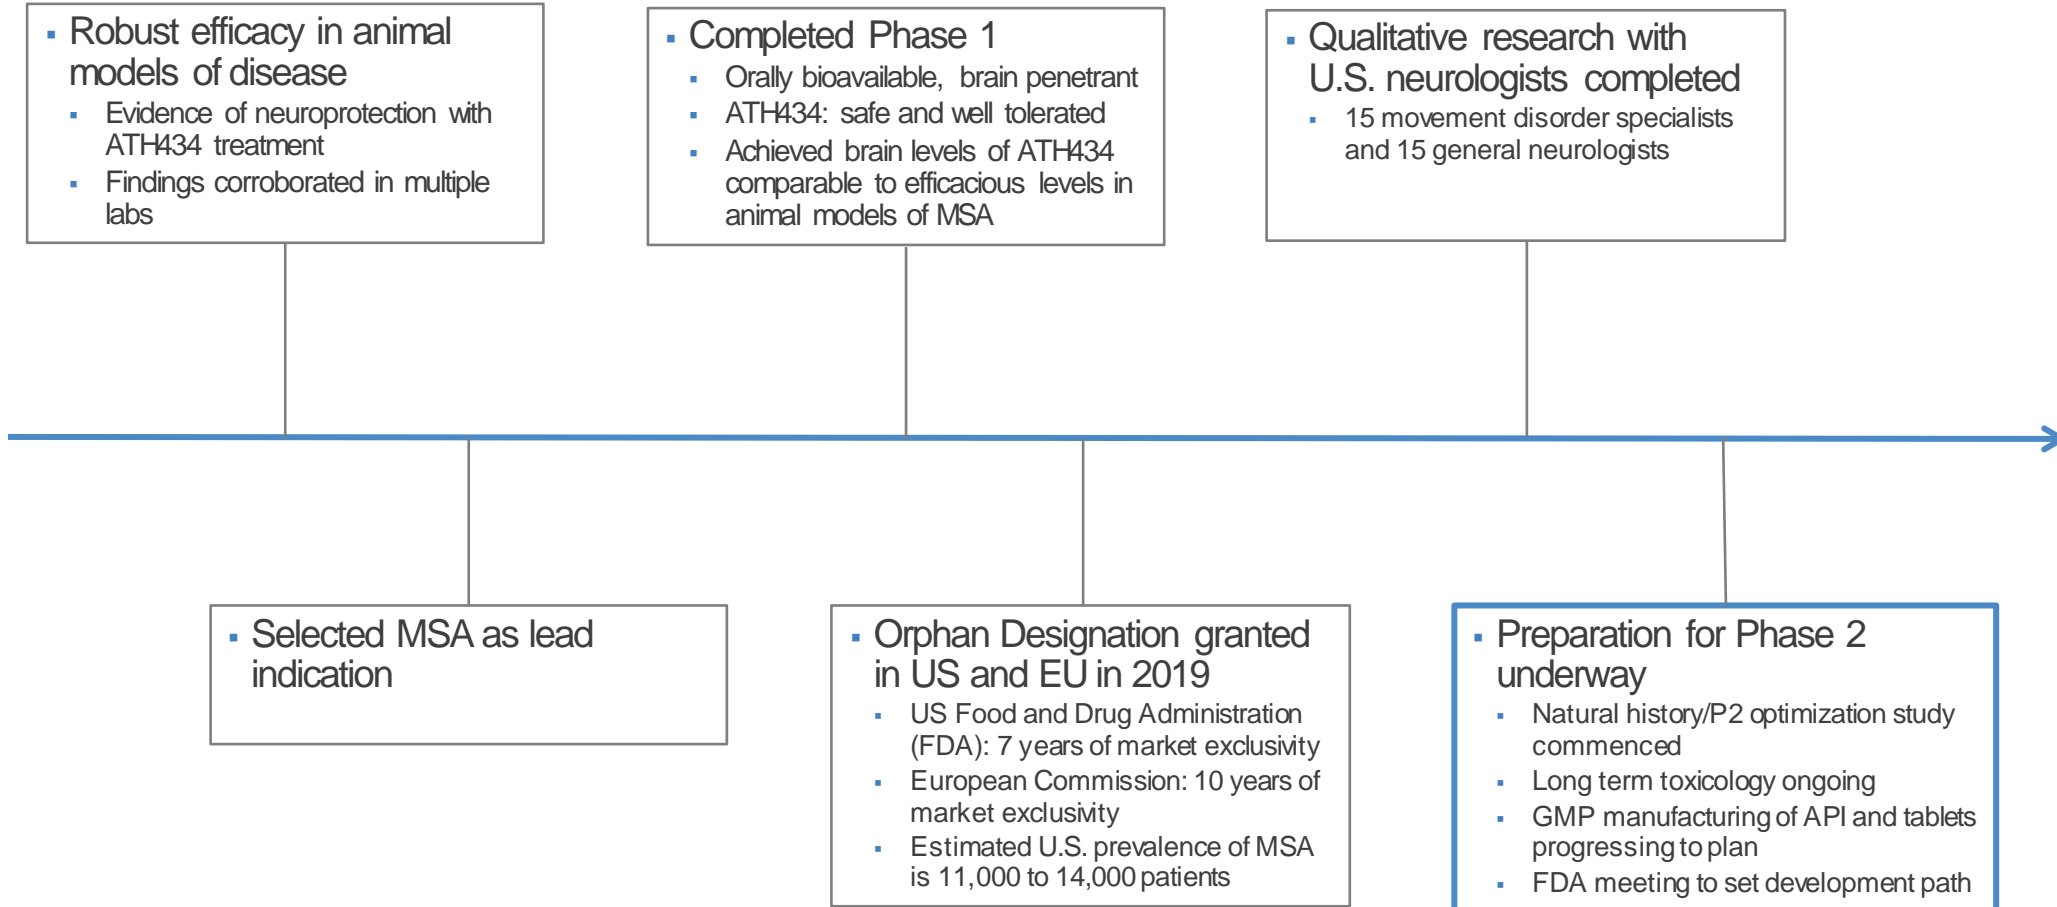 ▪ Robust efficacy in animal
models of disease
▪ Evidence of neuroprotection with
ATH434 treatment
▪ Findings corroborated in multiple
labs
▪ Completed Phase 1
▪ Orally bioavailable, brain penetrant
▪ ATH434: safe and well tolerated
▪ Achieved brain levels of ATH434
comparable to efficacious levels in
animal models of MSA
▪ Qualitative research with
U.S. neurologists completed
▪ 15 movement disorder specialists
and 15 general neurologists
▪ Selected MSA as lead
indication
▪ Orphan Designation granted
in US and EU in 2019
▪ US Food and Drug Administration
(FDA): 7 years of market exclusivity
▪ European Commission: 10 years of
market exclusivity
▪ Estimated U.S. prevalence of MSA
is 11,000 to 14,000 patients
▪ Preparation for Phase 2
underway
▪ Natural history/P2 optimization study
commenced
▪ Long term toxicology ongoing
▪ GMP manufacturing of API and tablets
progressing to plan
▪ FDA meeting to set development path